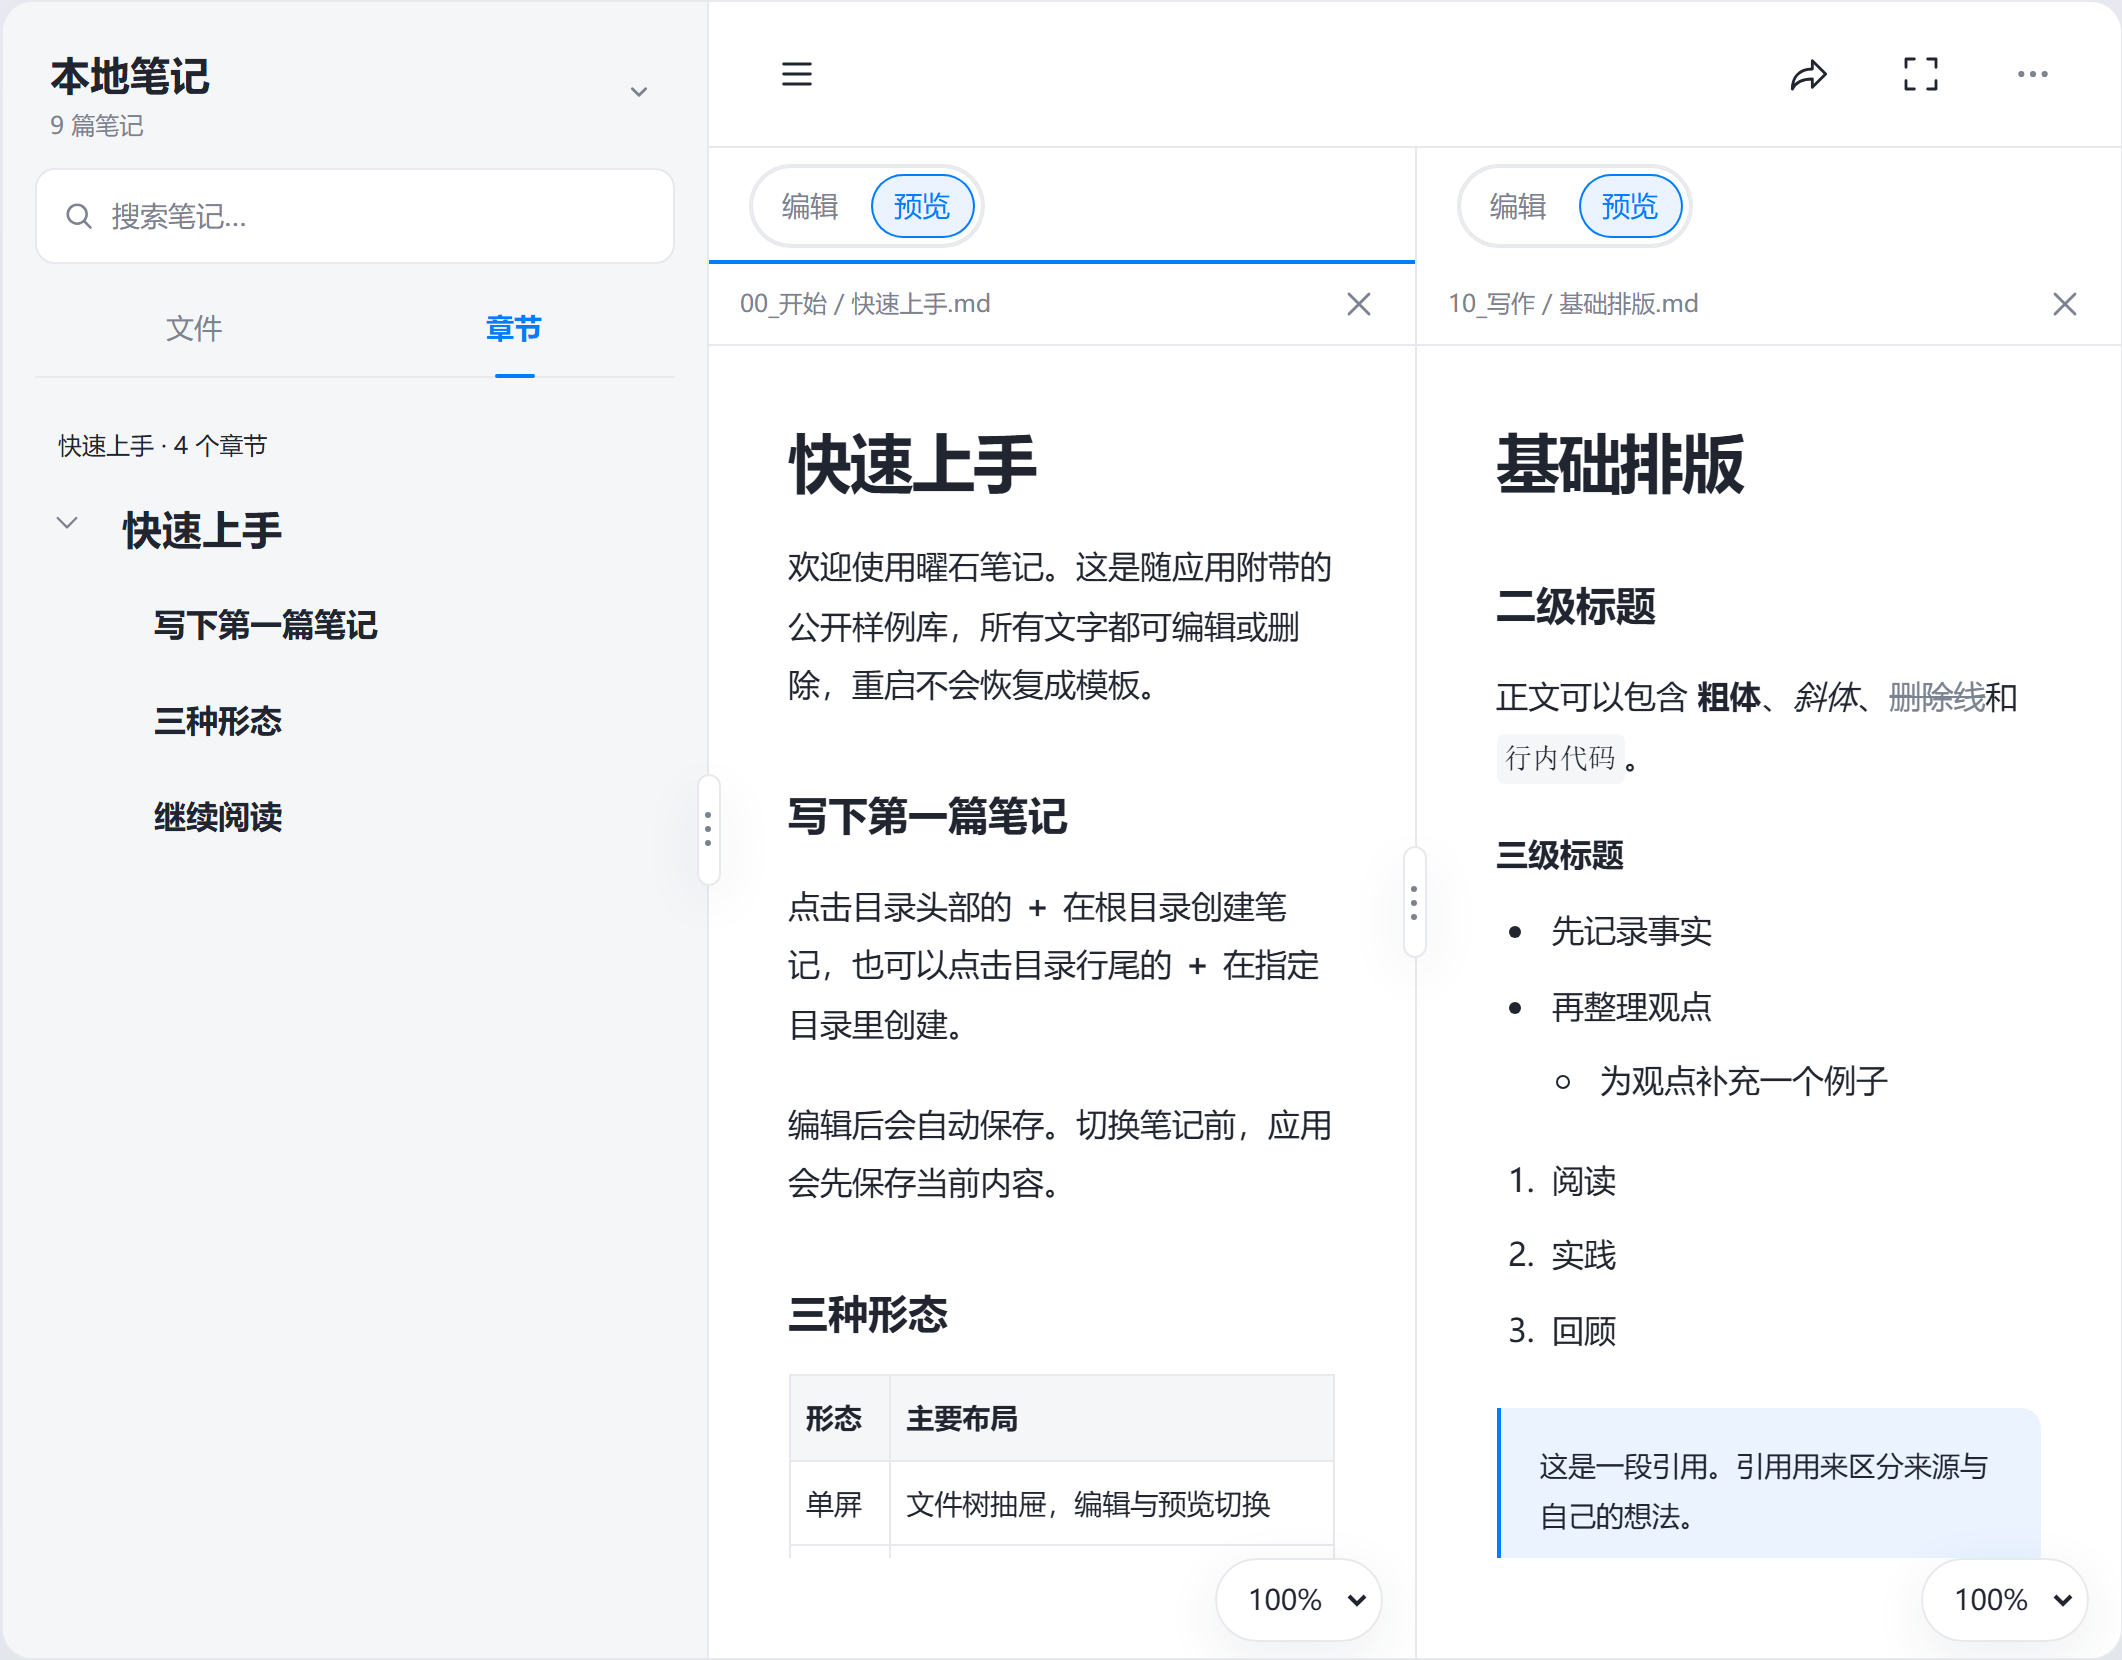 本地笔记
9 篇笔记
搜索笔记...
文件
章节
快速上手 · 4 个章节
快速上手
写下第一篇笔记
三种形态
继续阅读
编辑
预览
00_开始 / 快速上手.md
快速上手
欢迎使用曜石笔记。这是随应用附带的
公开样例库，所有文字都可编辑或删
除，重启不会恢复成模板。
写下第一篇笔记
点击目录头部的 + 在根目录创建笔
记，也可以点击目录行尾的 + 在指定
目录里创建。
编辑后会自动保存。切换笔记前，应用
会先保存当前内容。
三种形态
形态 主要布局
单屏 文件树抽屉，编辑与预览切换
100%
编辑
预览
10_写作 / 基础排版.md
基础排版
二级标题
正文可以包含 粗体、斜体、删除线和
行内代码。
三级标题
• 先记录事实
• 再整理观点
◦ 为观点补充一个例子
1. 阅读
2. 实践
3. 回顾
这是一段引用。引用用来区分来源与
自己的想法。
100%